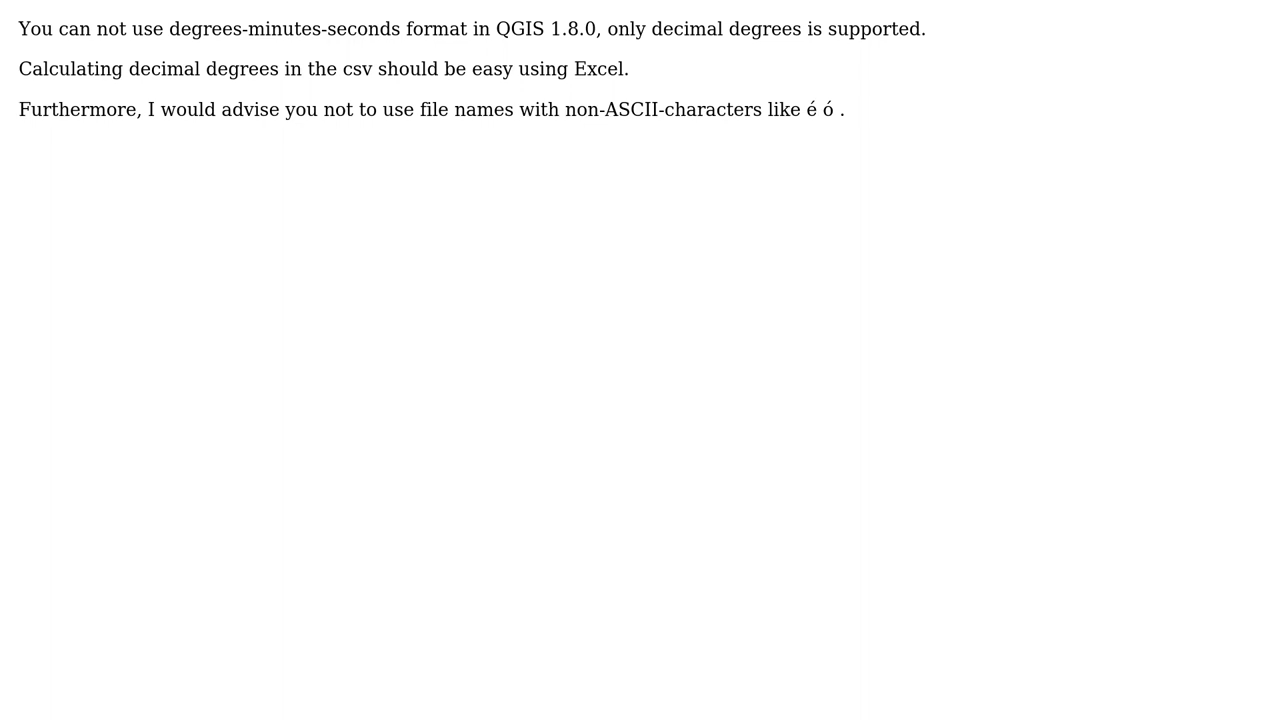 You can not use degrees-minutes-seconds format in QGIS 1.8.0, only decimal degrees is supported.
Calculating decimal degrees in the csv should be easy using Excel.
Furthermore, I would advise you not to use file names with non-ASCII-characters like é ó .